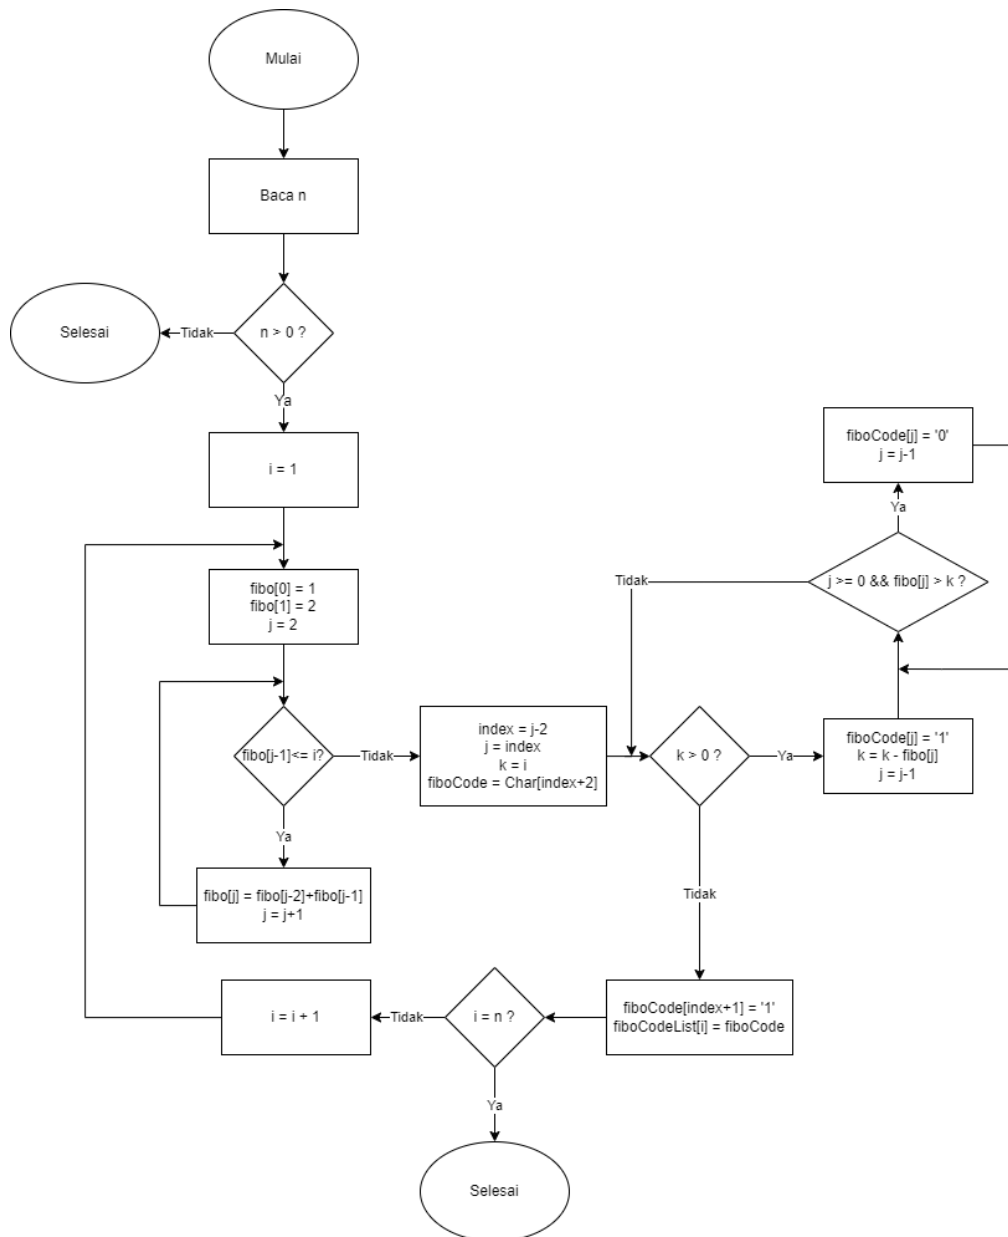 Mulai
Baca n
n > 0 ?
Tidak
Selesai
Ya
i = 1
fibo[0] = 1
fibo[1] = 2
j = 2
fibo[j-1]<= i?
Ya
fibo[j] = fibo[j-2]+fibo[j-1]
j = j+1
Tidak
index = j-2
j = index
k = i
fiboCode = Char[index+2]
k > 0 ?
Ya
fiboCode[j] = '1'
k = k - fibo[j]
j = j-1
j >= 0 && fibo[j] > k ?
Ya
fiboCode[j] = '0'
j = j-1
Tidak
Tidak
fiboCode[index+1] = '1'
fiboCodeList[i] = fiboCode
i = n ?
Tidak
i = i + 1
Ya
Selesai